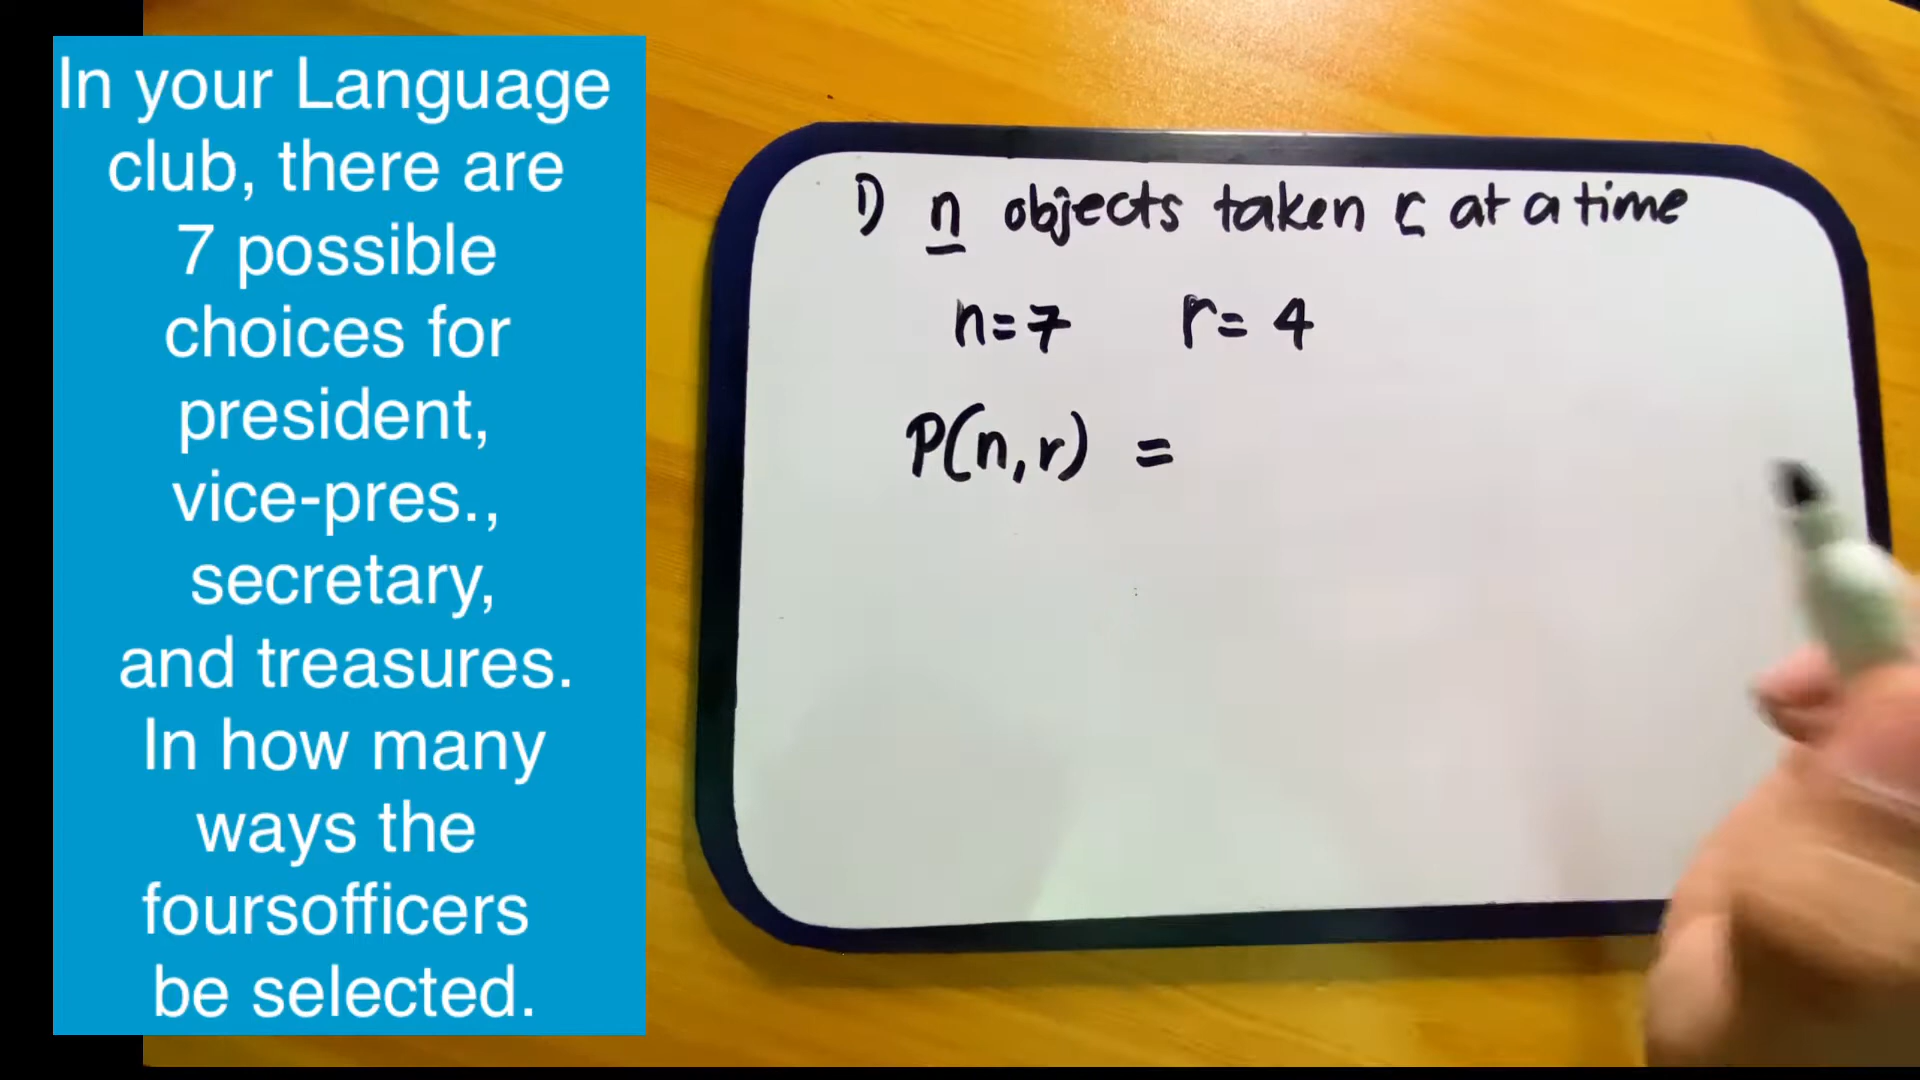 In your Language
club, there are
7 possible
choices for
president,
vice-pres.,
secretary,
and treasures.
In how many
ways the
foursofficers
be selected.
1) n objects taken r at a time
n=7 r= 4
P(n,r) =